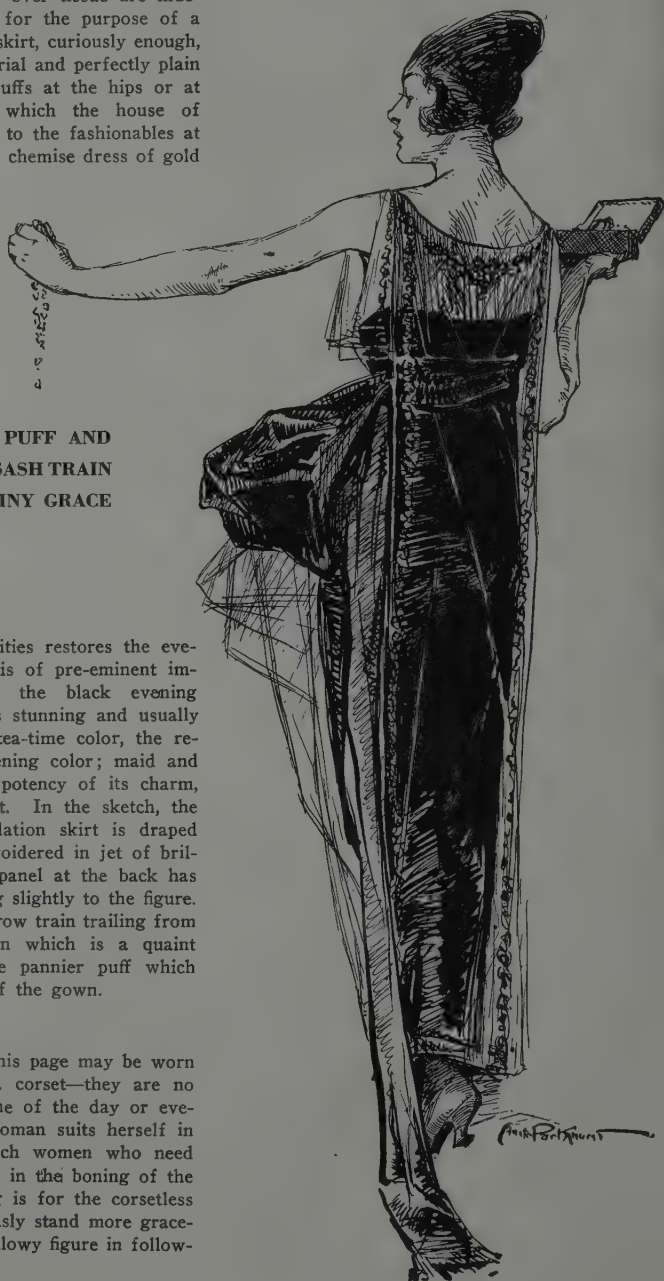 for the purpose of a
skirt, curiously enough,
rial and perfectly plain
uffs at the hips or at
which the house of
to the fashionables at
chemise dress of gold
PUFF AND
SASH TRAIN
INY GRACE
ities restores the eve-
is of pre-eminent im-
the black evening
s stunning and usually
tea-time color, the re-
ening color; maid and
potency of its charm,
t. In the sketch, the
lation skirt is draped
roidered in jet of bril-
panel at the back has
g slightly to the figure.
row train trailing from
n which is a quaint
e pannier puff which
f the gown.
his page may be worn
corset—they are no
ne of the day or eve-
oman suits herself in
ch women who need
in the boning of the
g is for the corsetless
sly stand more grace-
lowy figure in follow-